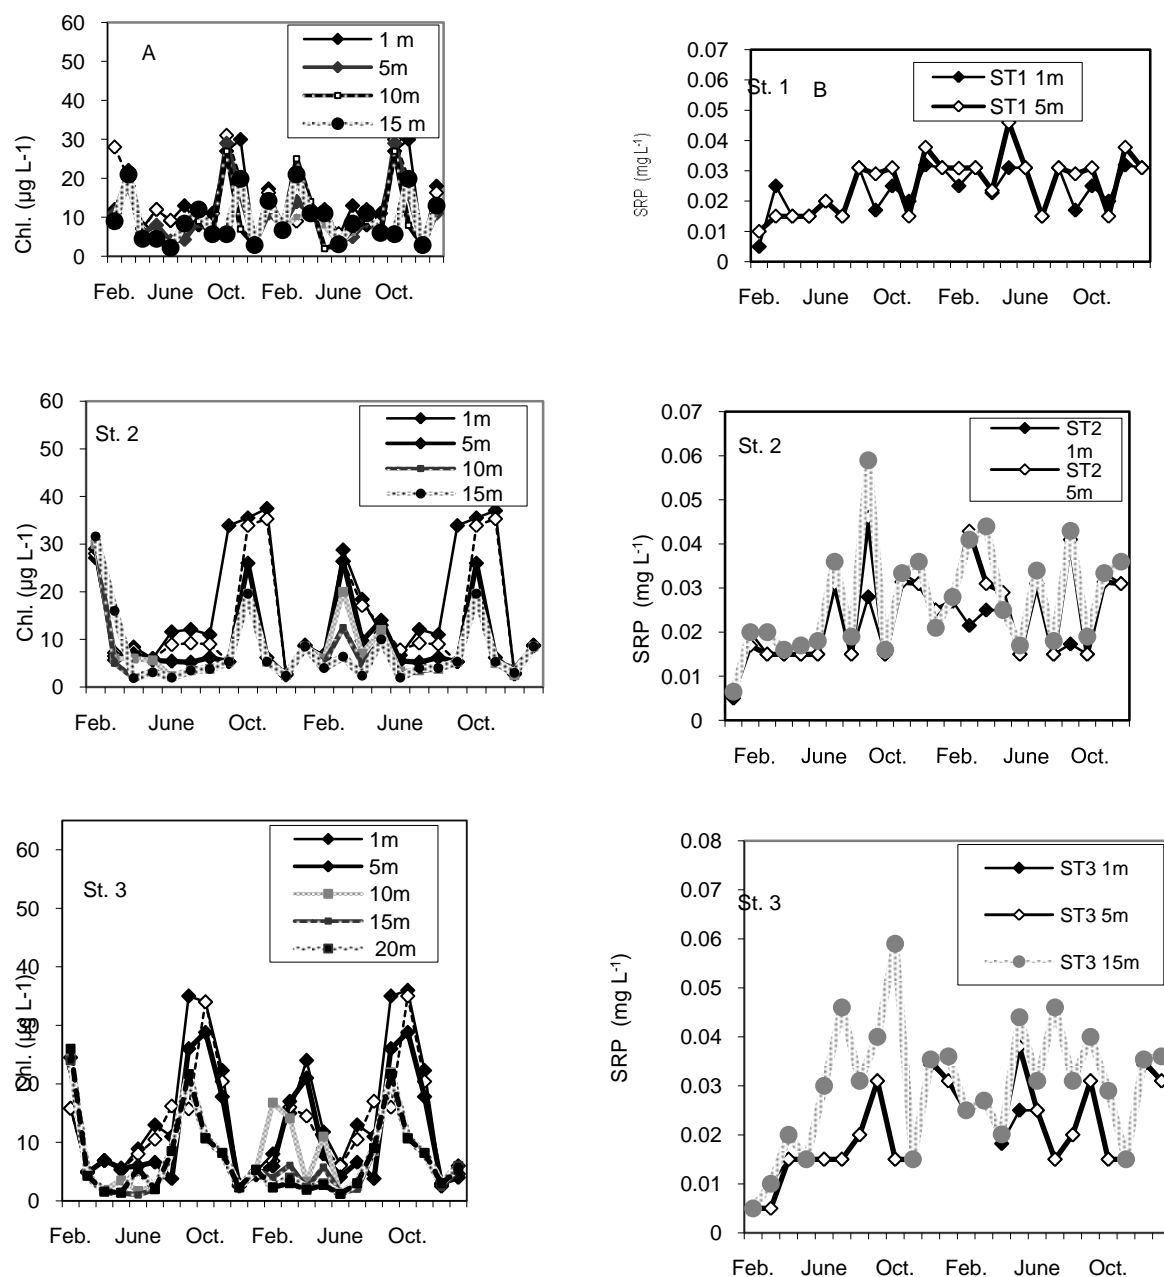 60
50
40
30
20
10
0
Chl. (µg L-1)
A
1 m
5m
10m
15 m
Feb. June Oct. Feb. June Oct.
0.07
0.06
0.05
0.04
0.03
0.02
0.01
0
SRP (mg L-1)
St. 1 B
ST1 1m
ST1 5m
Feb. June Oct. Feb. June Oct.
60
50
40
30
20
10
0
Chl. (µg L-1)
St. 2
1m
5m
10m
15m
Feb. June Oct. Feb. June Oct.
0.07
0.06
0.05
0.04
0.03
0.02
0.01
0
SRP (mg L-1)
St. 2
ST2
1m
ST2
5m
Feb. June Oct. Feb. June Oct.
60
50
40
30
20
10
0
Chl. (µg L-1)
St. 3
1m
5m
10m
15m
20m
Feb. June Oct. Feb. June Oct.
0.08
0.07
0.06
0.05
0.04
0.03
0.02
0.01
0
SRP (mg L-1)
St. 3
ST3 1m
ST3 5m
ST3 15m
Feb. June Oct. Feb. June Oct.